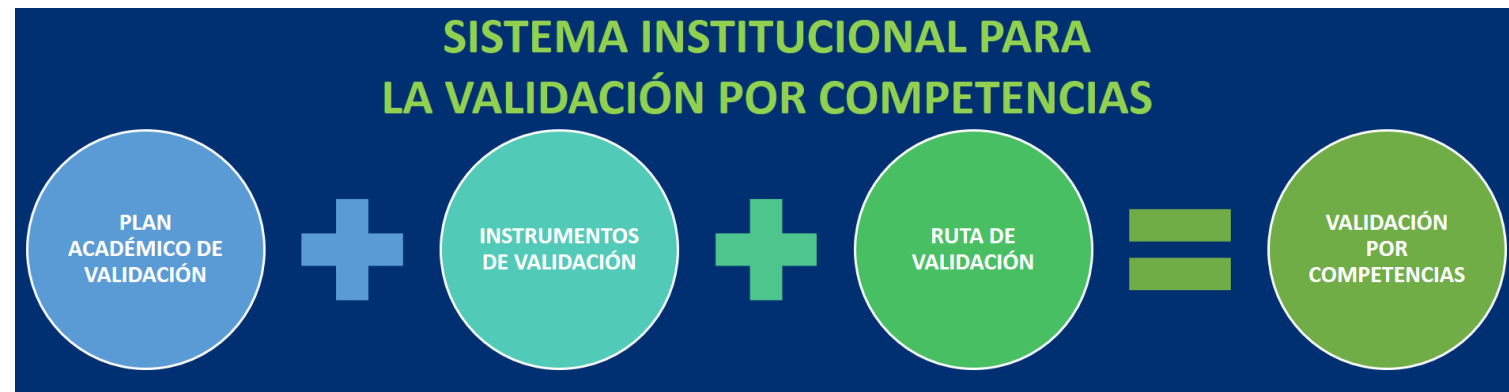 SISTEMA INSTITUCIONAL PARA
LA VALIDACIÓN POR COMPETENCIAS
PLAN
ACADÉMICO DE
VALIDACIÓN
INSTRUMENTOS
DE VALIDACIÓN
RUTA DE
VALIDACIÓN
VALIDACIÓN
POR
COMPETENCIAS